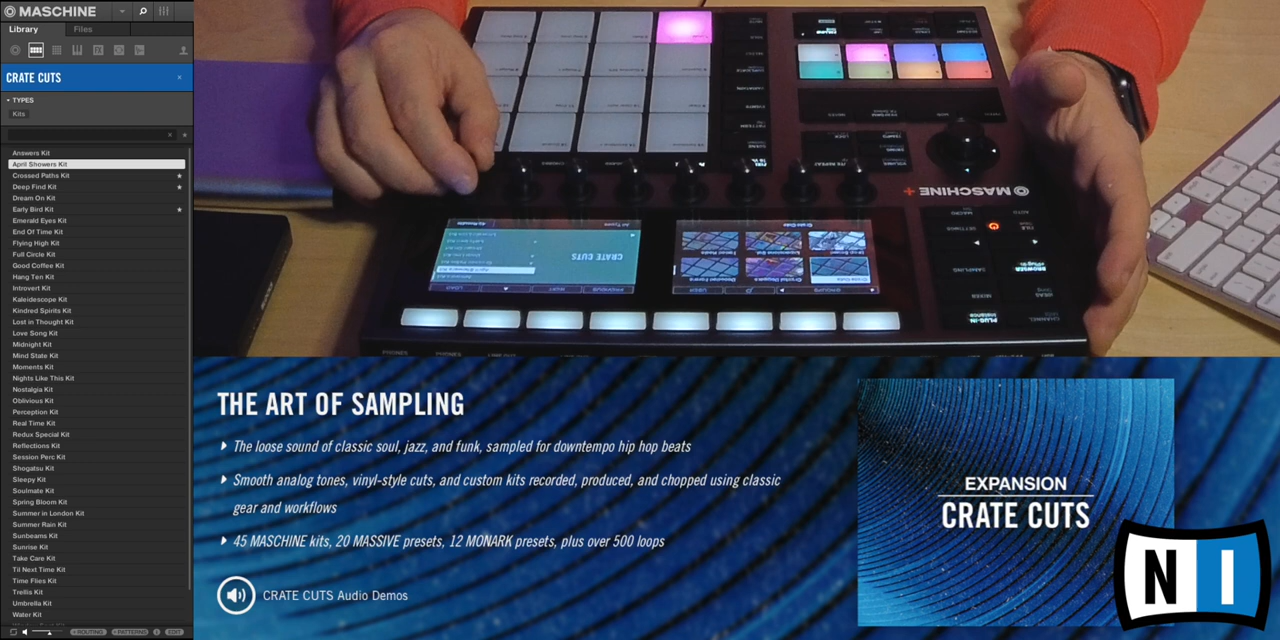 MASCHINE
Library
Files
CRATE CUTS
TYPES
Kits
Answers Kit
April Showers Kit
Crossed Paths Kit
Deep Find Kit
Dream On Kit
Early Bird Kit
Emerald Eyes Kit
End Of Time Kit
Flying High Kit
Full Circle Kit
Good Coffee Kit
Hang Ten Kit
Introvert Kit
Kaleidescope Kit
Kindred Spirits Kit
Lost in Thought Kit
Love Song Kit
Midnight Kit
Mind State Kit
Moments Kit
Nights Like This Kit
Nostalgia Kit
Oblivious Kit
Perception Kit
Real Time Kit
Redux Special Kit
Reflections Kit
Session Perc Kit
Shogatsu Kit
Sleepy Kit
Soulmate Kit
Spring Bloom Kit
Summer in London Kit
Summer Rain Kit
Sunbeams Kit
Sunrise Kit
Take Care Kit
Til Next Time Kit
Time Flies Kit
Trellis Kit
Umbrella Kit
Water Kit
+ROUTING
+PATTERNS
EDIT
MASCHINE+
CRATE CUTS
THE ART OF SAMPLING
The loose sound of classic soul, jazz, and funk, sampled for downtempo hip hop beats
Smooth analog tones, vinyl-style cuts, and custom kits recorded, produced, and chopped using classic
gear and workflows
45 MASCHINE kits, 20 MASSIVE presets, 12 MONARK presets, plus over 500 loops
CRATE CUTS Audio Demos
EXPANSION
CRATE CUTS
NI